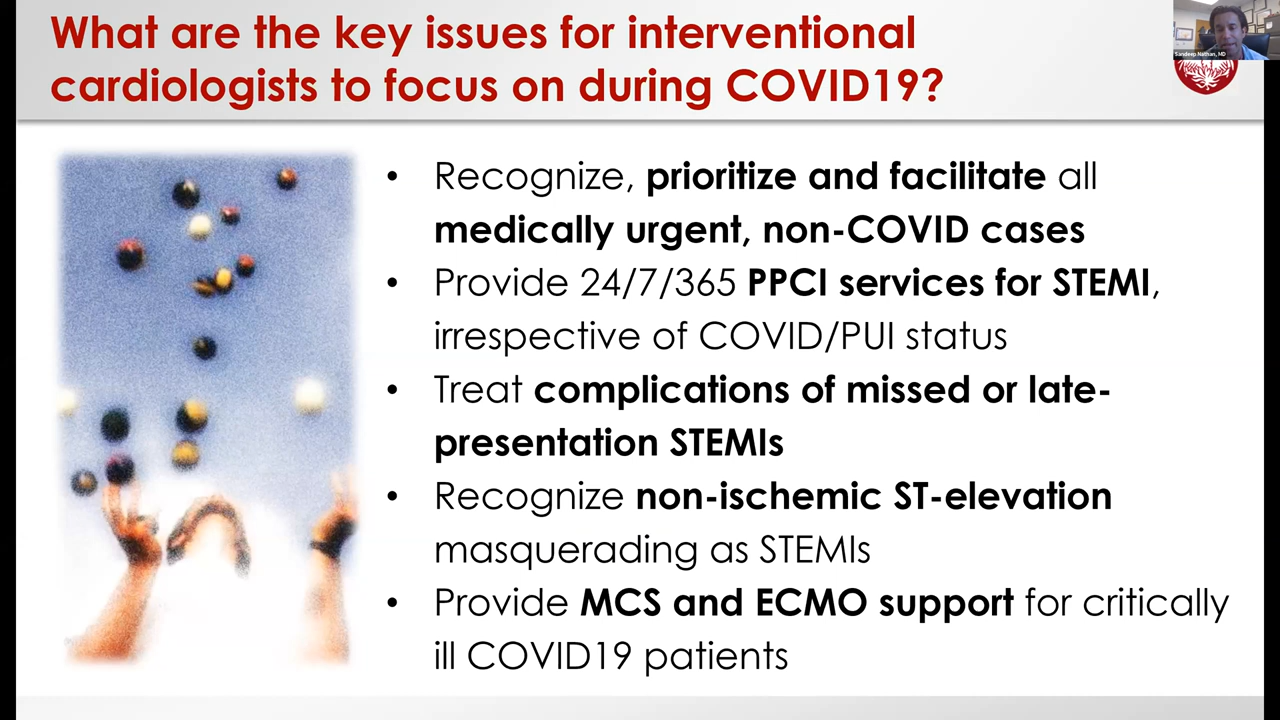 What are the key issues for interventional
cardiologists to focus on during COVID19?
Sandeep Nathan, MD
• Recognize, prioritize and facilitate all
medically urgent, non-COVID cases
• Provide 24/7/365 PPCI services for STEMI,
irrespective of COVID/PUI status
• Treat complications of missed or late-
presentation STEMIs
• Recognize non-ischemic ST-elevation
masquerading as STEMIs
• Provide MCS and ECMO support for critically
ill COVID19 patients